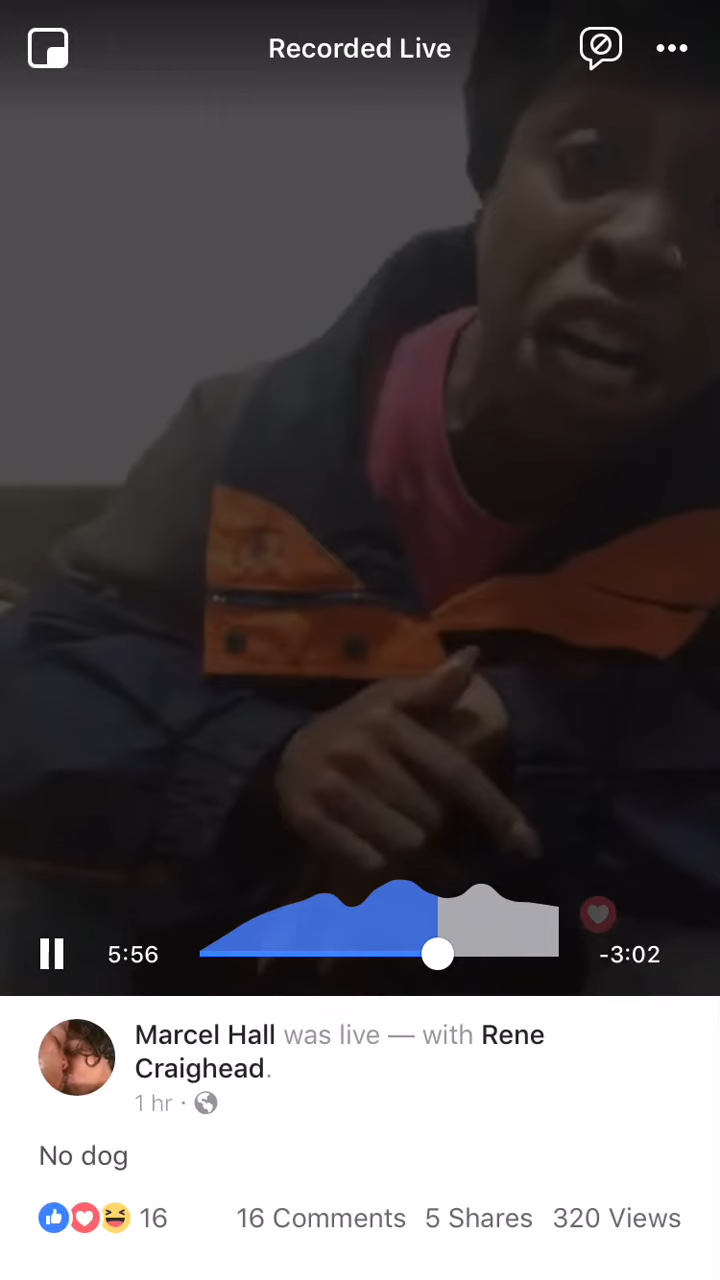 Recorded Live
5:56
-3:02
Marcel Hall was live — with Rene
Craighead.
1 hr ·
No dog
16 16 Comments 5 Shares 320 Views